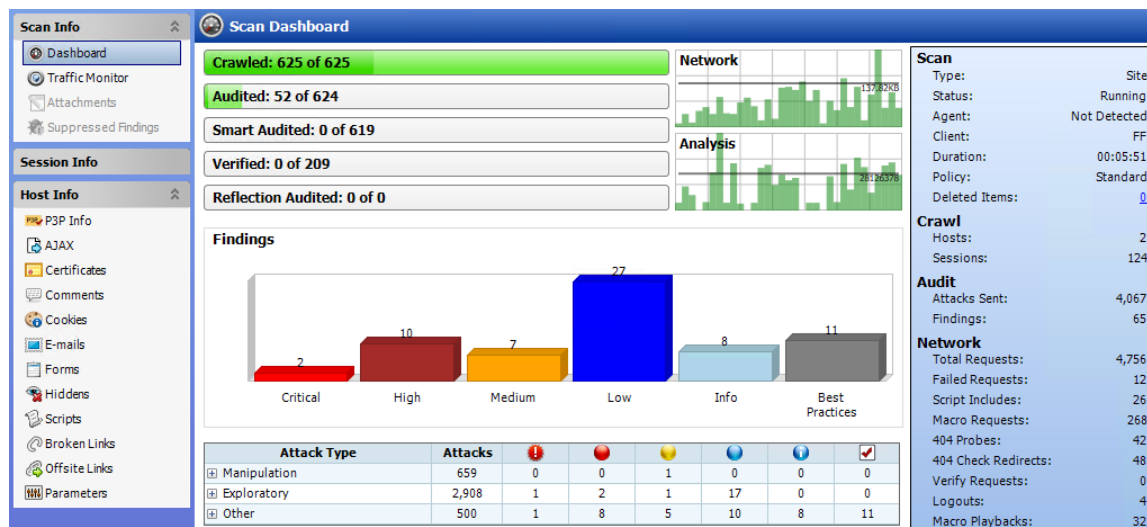 Scan Info
Dashboard
Traffic Monitor
Attachments
Suppressed Findings
Session Info
Host Info
P3P P3P Info
AJAX
Certificates
Comments
Cookies
E-mails
Forms
Hiddens
Scripts
Broken Links
Offsite Links
Parameters
Scan Dashboard
Crawled: 625 of 625
Audited: 52 of 624
Smart Audited: 0 of 619
Verified: 0 of 209
Reflection Audited: 0 of 0
Network
137.82KB
Analysis
28126378
Findings
2 10 7 27 8 11
Critical High Medium Low Info Best
Practices
Attack Type Attacks
Manipulation 659 0 0 1 0 0 0
Exploratory 2,908 1 2 1 17 0 0
Other 500 1 8 5 10 8 11
Scan
Type: Site
Status: Running
Agent: Not Detected
Client: FF
Duration: 00:05:51
Policy: Standard
Deleted Items: 0
Crawl
Hosts: 2
Sessions: 124
Audit
Attacks Sent: 4,067
Findings: 65
Network
Total Requests: 4,756
Failed Requests: 12
Script Includes: 26
Macro Requests: 268
404 Probes: 42
404 Check Redirects: 48
Verify Requests: 0
Logouts: 4
Macro Playbacks: 32